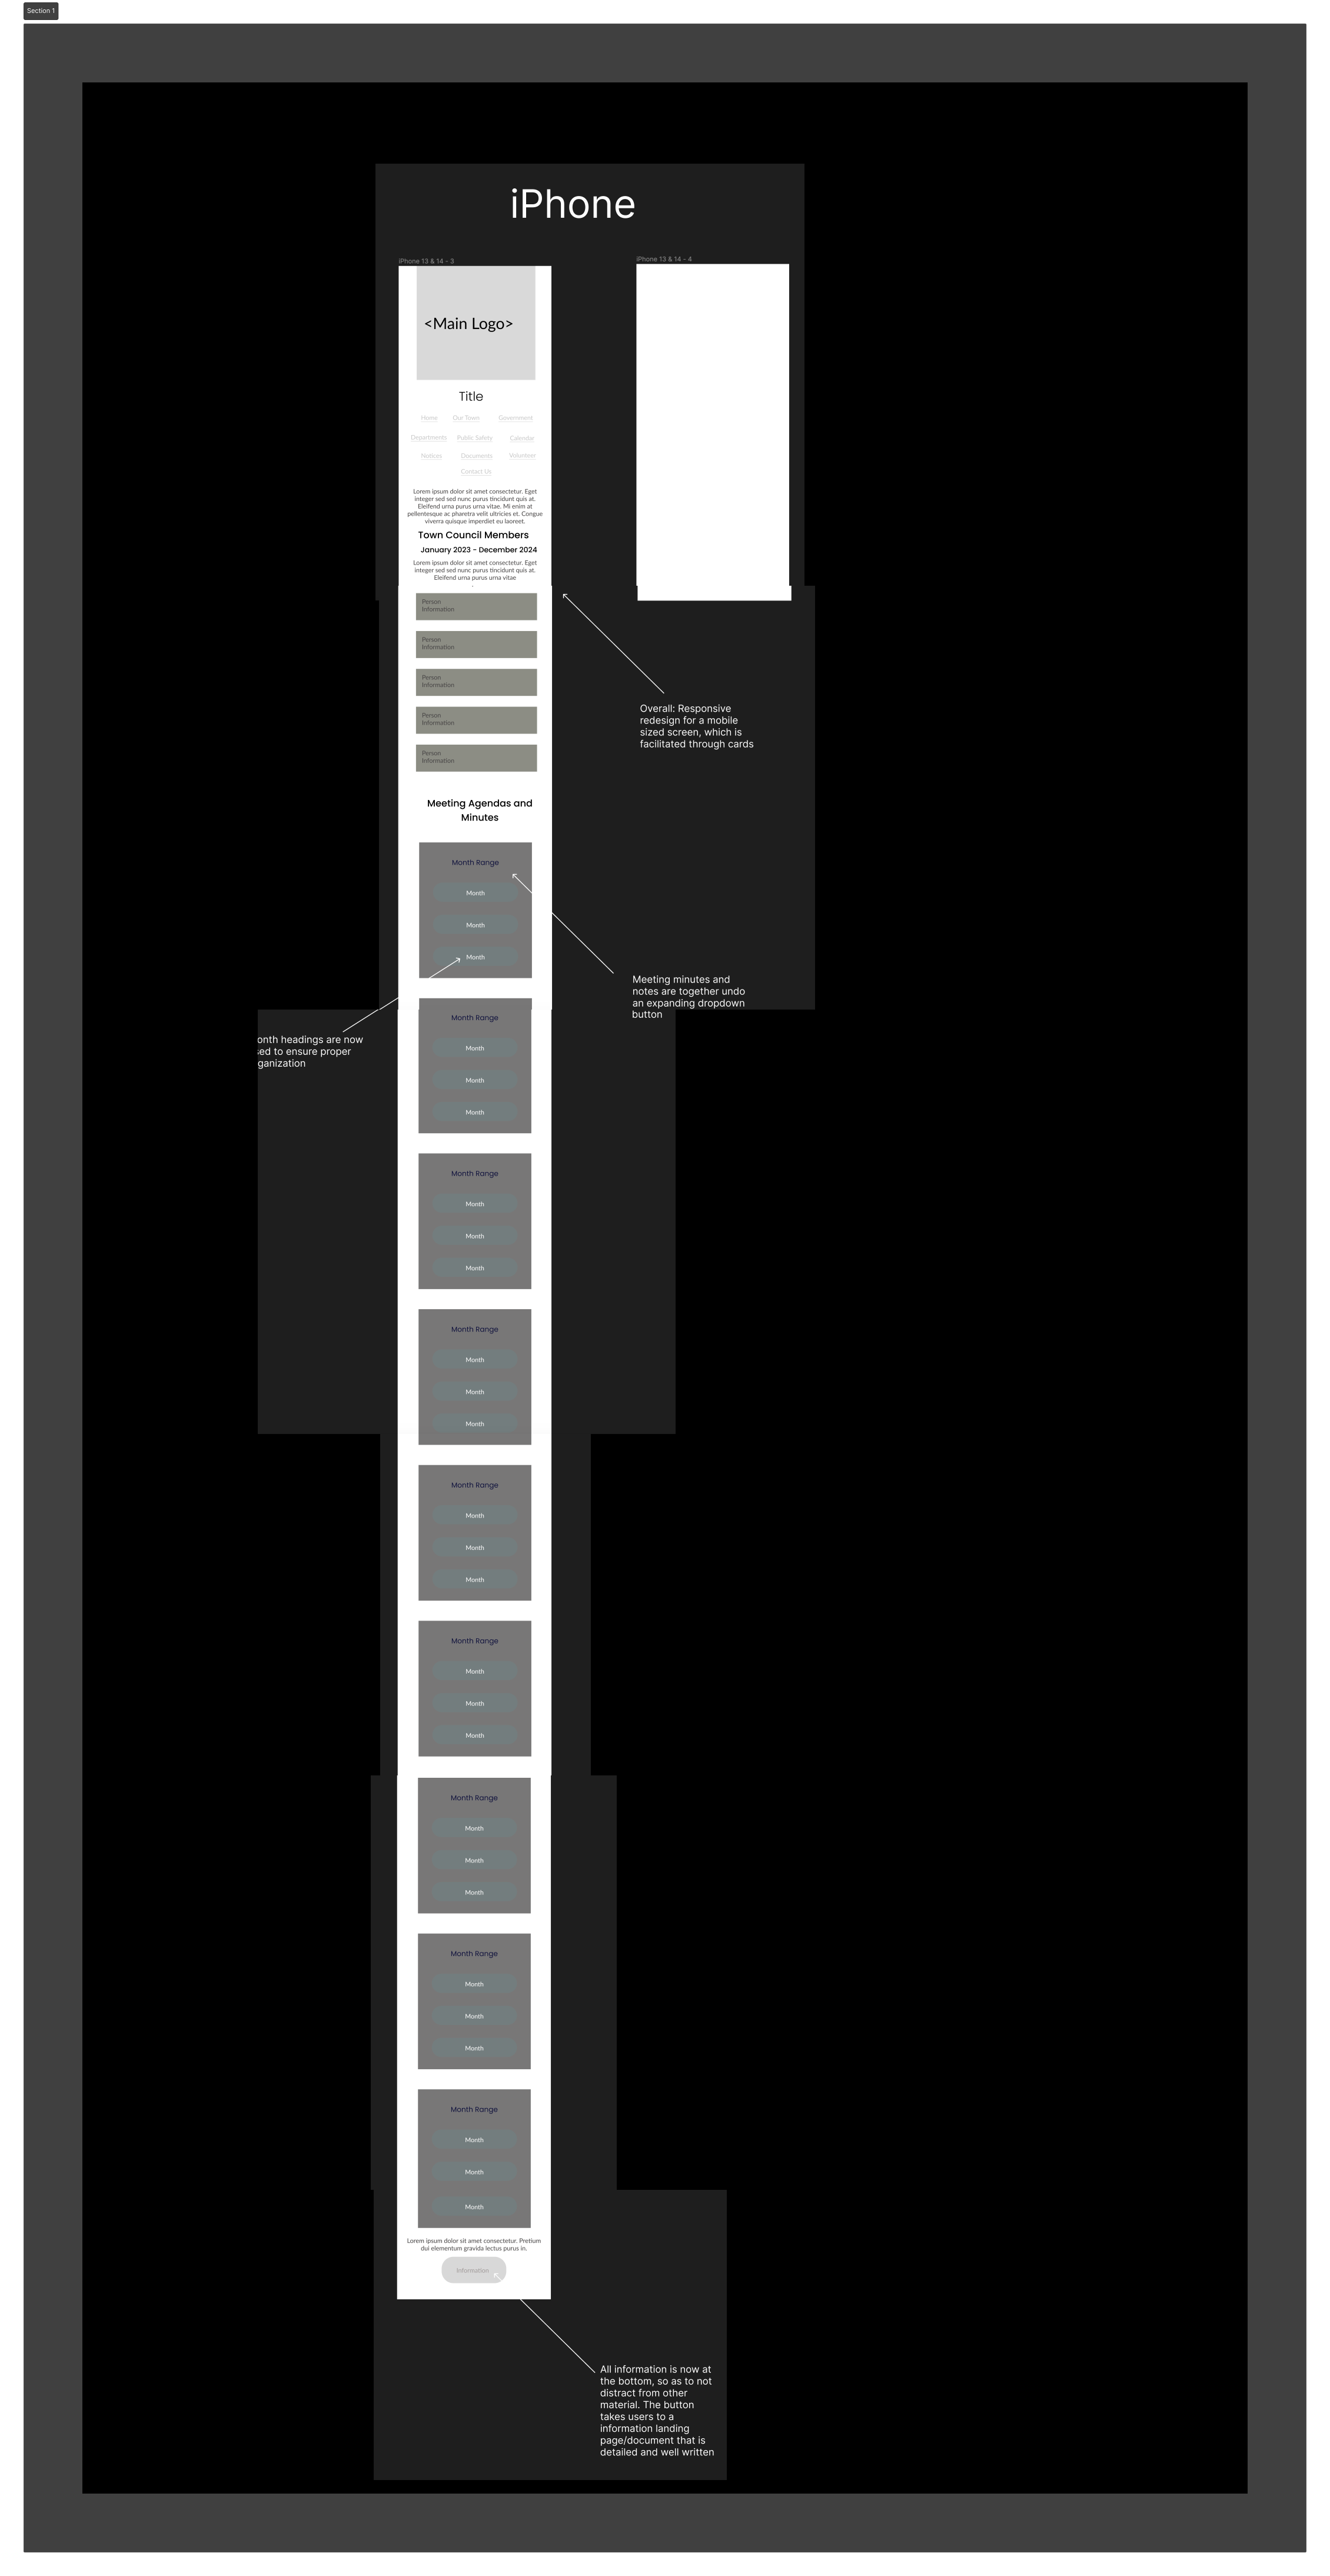 Section 1
iPhone
iPhone 13 & 14 - 3
iPhone 13 & 14 - 4
<Main Logo>
Title
Home Our Town Government
Departments Public Safety Calendar
Notices Documents Volunteer
Contact Us
Lorem ipsum dolor sit amet consectetur. Eget
integer sed sed nunc purus tincidunt quis at.
Eleifend urna purus urna vitae. Mi enim at
pellentesque ac pharetra velit ultricies et. Congue
viverra quisque imperdiet eu laoreet.
Town Council Members
January 2023 - December 2024
Lorem ipsum dolor sit amet consectetur. Eget
integer sed sed nunc purus tincidunt quis at.
Eleifend urna purus urna vitae
Person
Information
Person
Information
Person
Information
Person
Information
Person
Information
Overall: Responsive
redesign for a mobile
sized screen, which is
facilitated through cards
Meeting Agendas and
Minutes
Month Range
Month
Month
Month
Meeting minutes and
notes are together undo
an expanding dropdown
button
onth headings are now
sed to ensure proper
ganization
Month Range
Month
Month
Month
Month Range
Month
Month
Month
Month Range
Month
Month
Month
Month Range
Month
Month
Month
Month Range
Month
Month
Month
Month Range
Month
Month
Month
Month Range
Month
Month
Month
Month Range
Month
Month
Month
Lorem ipsum dolor sit amet consectetur. Pretium
dui elementum gravida lectus purus in.
Information
All information is now at
the bottom, so as to not
distract from other
material. The button
takes users to a
information landing
page/document that is
detailed and well written